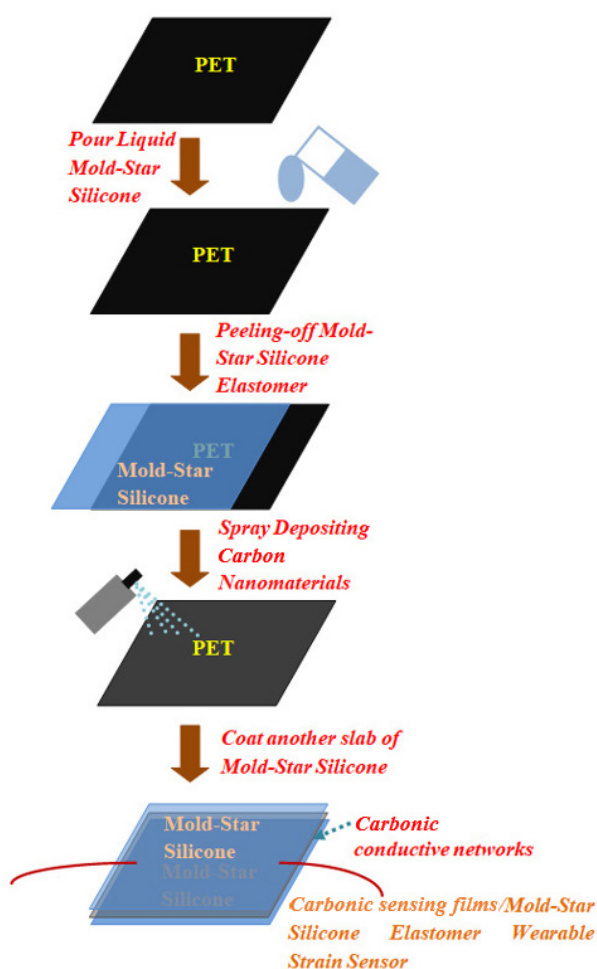 PET
Pour Liquid
Mold-Star
Silicone
PET
Peeling-off Mold-
Star Silicone
Elastomer
PET
Mold-Star
Silicone
Spray Depositing
Carbon
Nanomaterials
PET
Coat another slab of
Mold-Star Silicone
Mold-Star
Silicone
Mold-Star
Silicone
Carbonic
conductive networks
Carbonic sensing films/Mold-Star
Silicone Elastomer Wearable
Strain Sensor